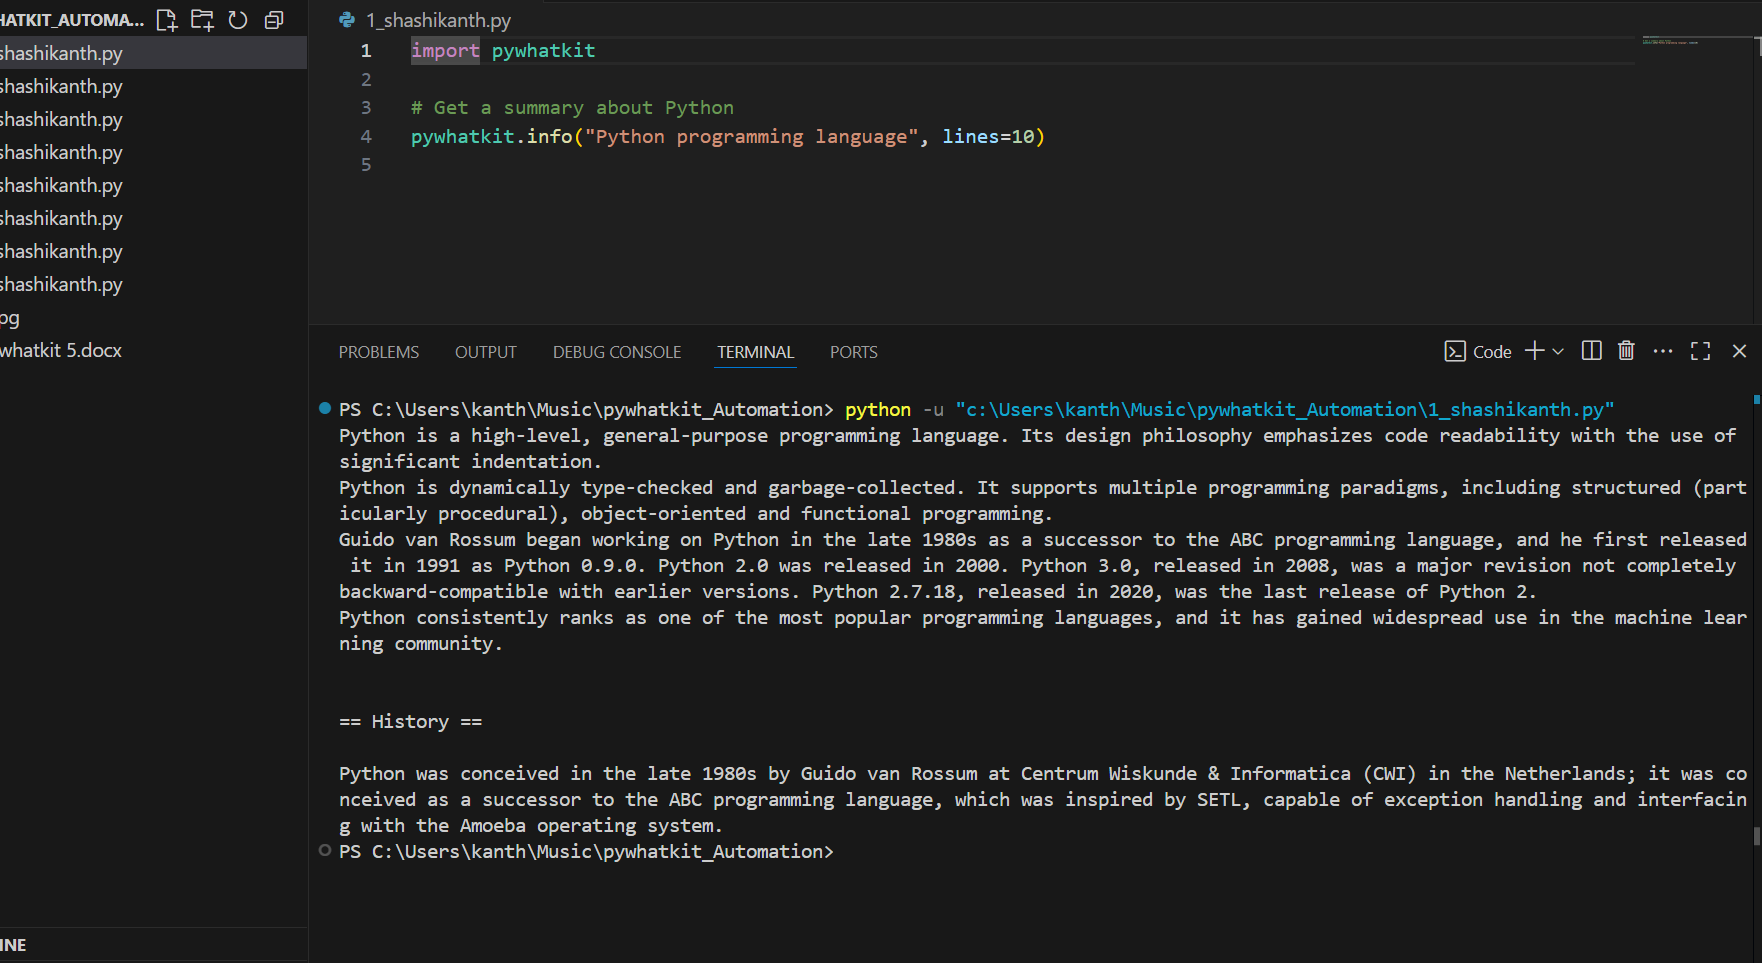 HATKIT_AUTOMA...
shashikanth.py
shashikanth.py
shashikanth.py
shashikanth.py
shashikanth.py
shashikanth.py
shashikanth.py
shashikanth.py
pg
whatkit 5.docx
INE
1_shashikanth.py
1 import pywhatkit
2
3 # Get a summary about Python
4 pywhatkit.info("Python programming language", lines=10)
5
PROBLEMS OUTPUT DEBUG CONSOLE TERMINAL PORTS Code
PS C:\Users\kanth\Music\pywhatkit_Automation> python -u "c:\Users\kanth\Music\pywhatkit_Automation\1_shashikanth.py"
Python is a high-level, general-purpose programming language. Its design philosophy emphasizes code readability with the use of
significant indentation.
Python is dynamically type-checked and garbage-collected. It supports multiple programming paradigms, including structured (part
icularly procedural), object-oriented and functional programming.
Guido van Rossum began working on Python in the late 1980s as a successor to the ABC programming language, and he first released
it in 1991 as Python 0.9.0. Python 2.0 was released in 2000. Python 3.0, released in 2008, was a major revision not completely
backward-compatible with earlier versions. Python 2.7.18, released in 2020, was the last release of Python 2.
Python consistently ranks as one of the most popular programming languages, and it has gained widespread use in the machine lear
ning community.
== History ==
Python was conceived in the late 1980s by Guido van Rossum at Centrum Wiskunde & Informatica (CWI) in the Netherlands; it was co
nceived as a successor to the ABC programming language, which was inspired by SETL, capable of exception handling and interfacin
g with the Amoeba operating system.
PS C:\Users\kanth\Music\pywhatkit_Automation>